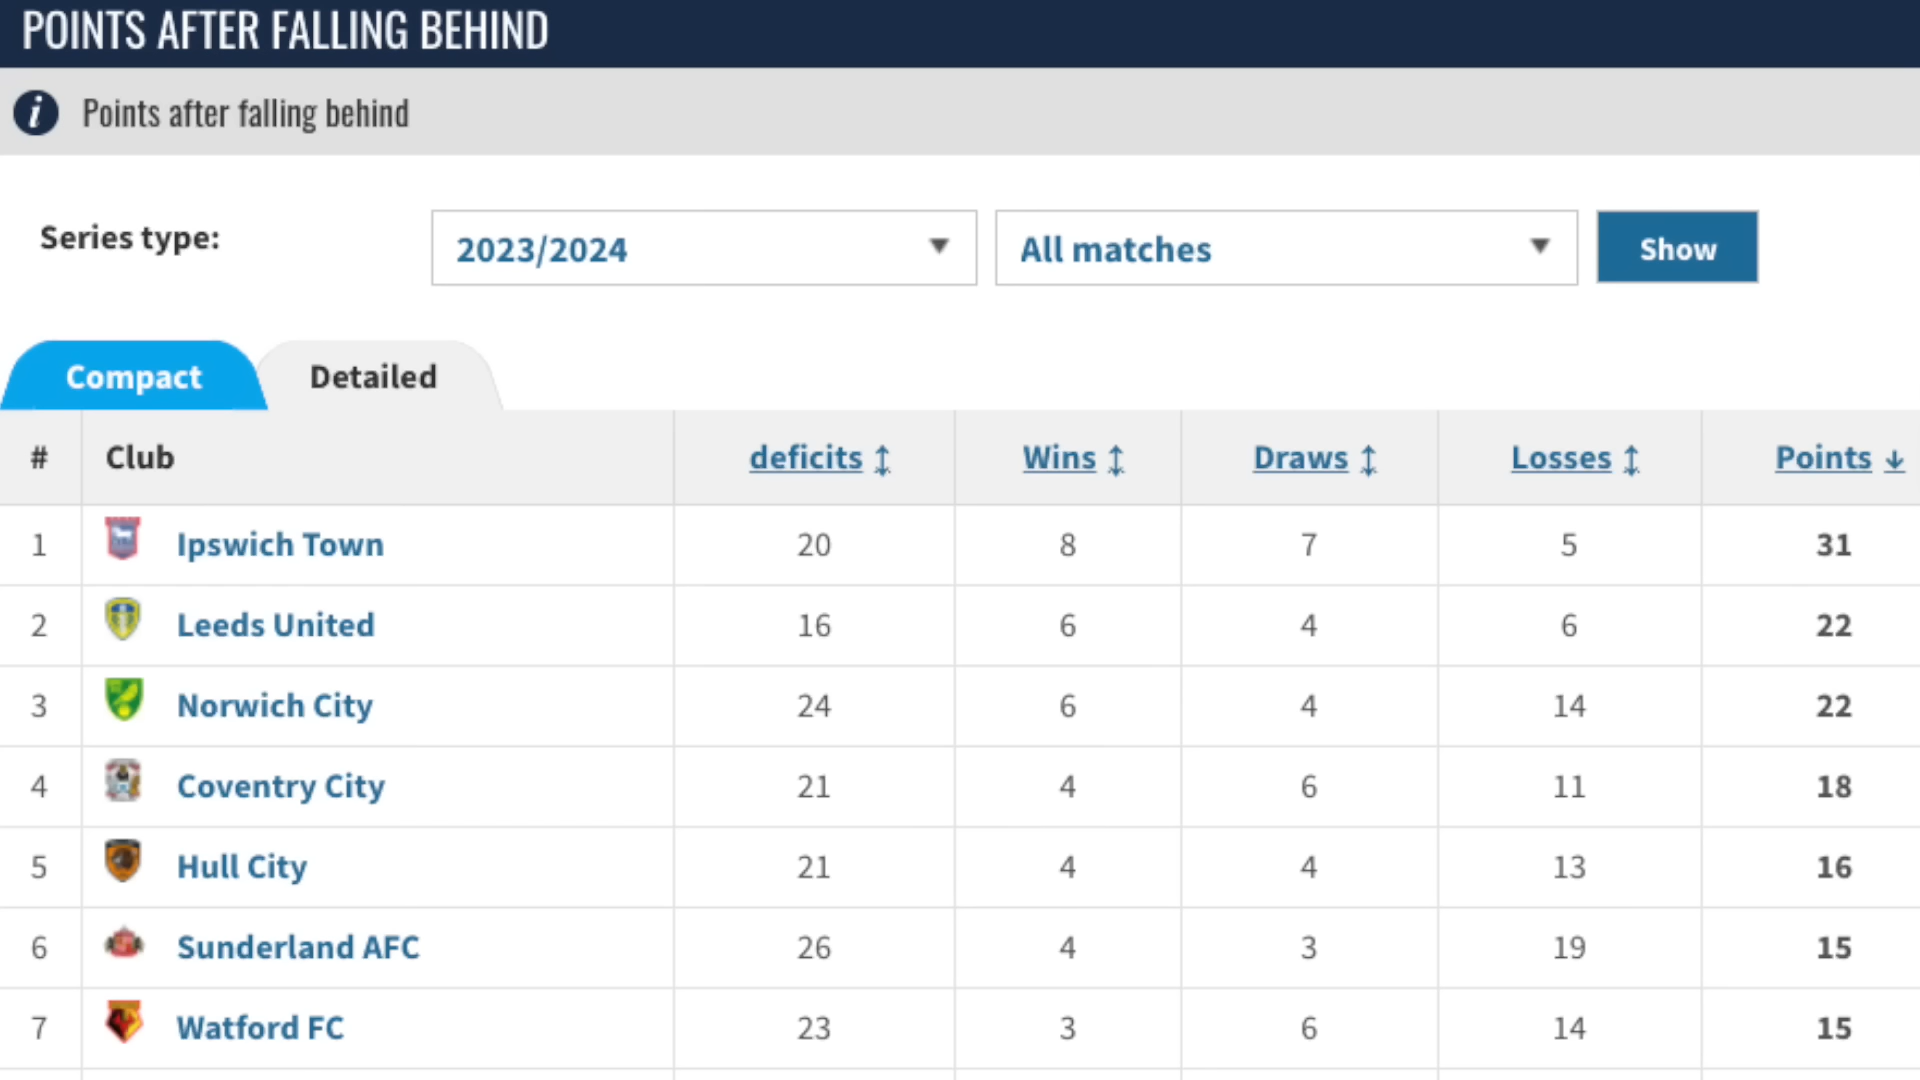 POINTS AFTER FALLING BEHIND
i Points after falling behind
Series type: 2023/2024 All matches Show
Compact Detailed
# Club deficits Wins Draws Losses Points
1 Ipswich Town 20 8 7 5 31
2 Leeds United 16 6 4 6 22
3 Norwich City 24 6 4 14 22
4 Coventry City 21 4 6 11 18
5 Hull City 21 4 4 13 16
6 Sunderland AFC 26 4 3 19 15
7 Watford FC 23 3 6 14 15